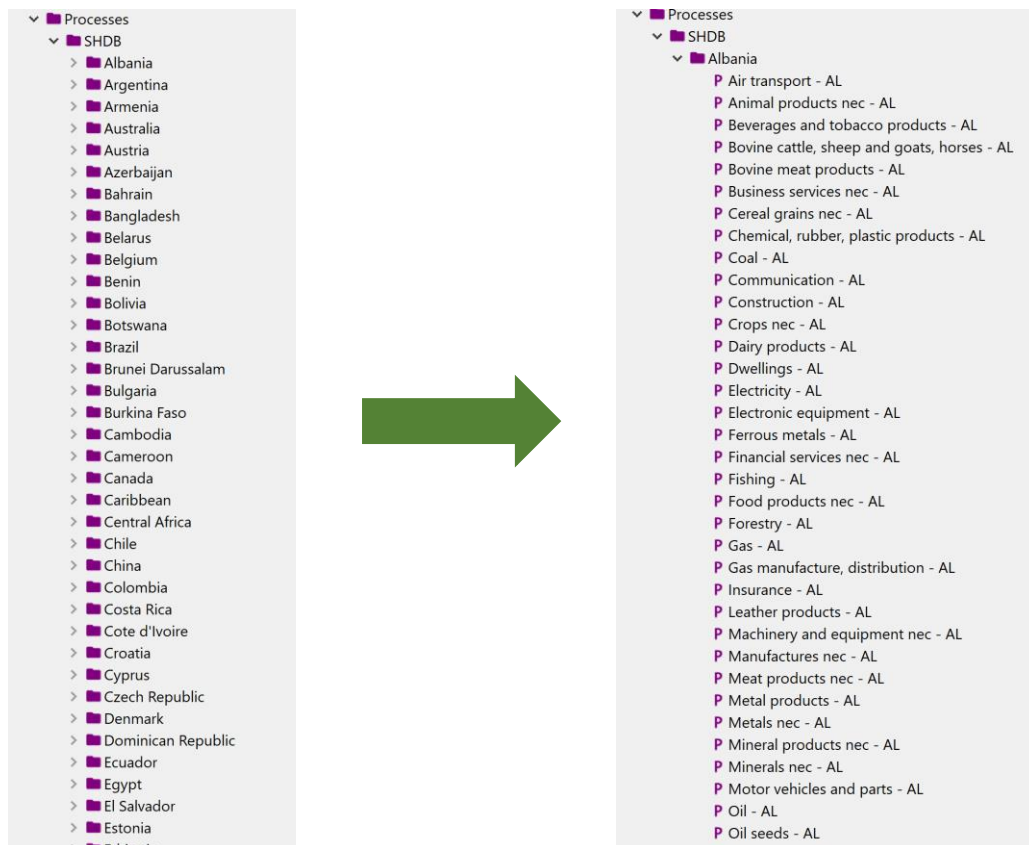 Processes
SHDB
Albania
Argentina
Armenia
Australia
Austria
Azerbaijan
Bahrain
Bangladesh
Belarus
Belgium
Benin
Bolivia
Botswana
Brazil
Brunei Darussalam
Bulgaria
Burkina Faso
Cambodia
Cameroon
Canada
Caribbean
Central Africa
Chile
China
Colombia
Costa Rica
Cote d'Ivoire
Croatia
Cyprus
Czech Republic
Denmark
Dominican Republic
Ecuador
Egypt
El Salvador
Estonia
Processes
SHDB
Albania
P Air transport - AL
P Animal products nec - AL
P Beverages and tobacco products - AL
P Bovine cattle, sheep and goats, horses - AL
P Bovine meat products - AL
P Business services nec - AL
P Cereal grains nec - AL
P Chemical, rubber, plastic products - AL
P Coal - AL
P Communication - AL
P Construction - AL
P Crops nec - AL
P Dairy products - AL
P Dwellings - AL
P Electricity - AL
P Electronic equipment - AL
P Ferrous metals - AL
P Financial services nec - AL
P Fishing - AL
P Food products nec - AL
P Forestry - AL
P Gas - AL
P Gas manufacture, distribution - AL
P Insurance - AL
P Leather products - AL
P Machinery and equipment nec - AL
P Manufactures nec - AL
P Meat products nec - AL
P Metal products - AL
P Metals nec - AL
P Mineral products nec - AL
P Minerals nec - AL
P Motor vehicles and parts - AL
P Oil - AL
P Oil seeds - AL